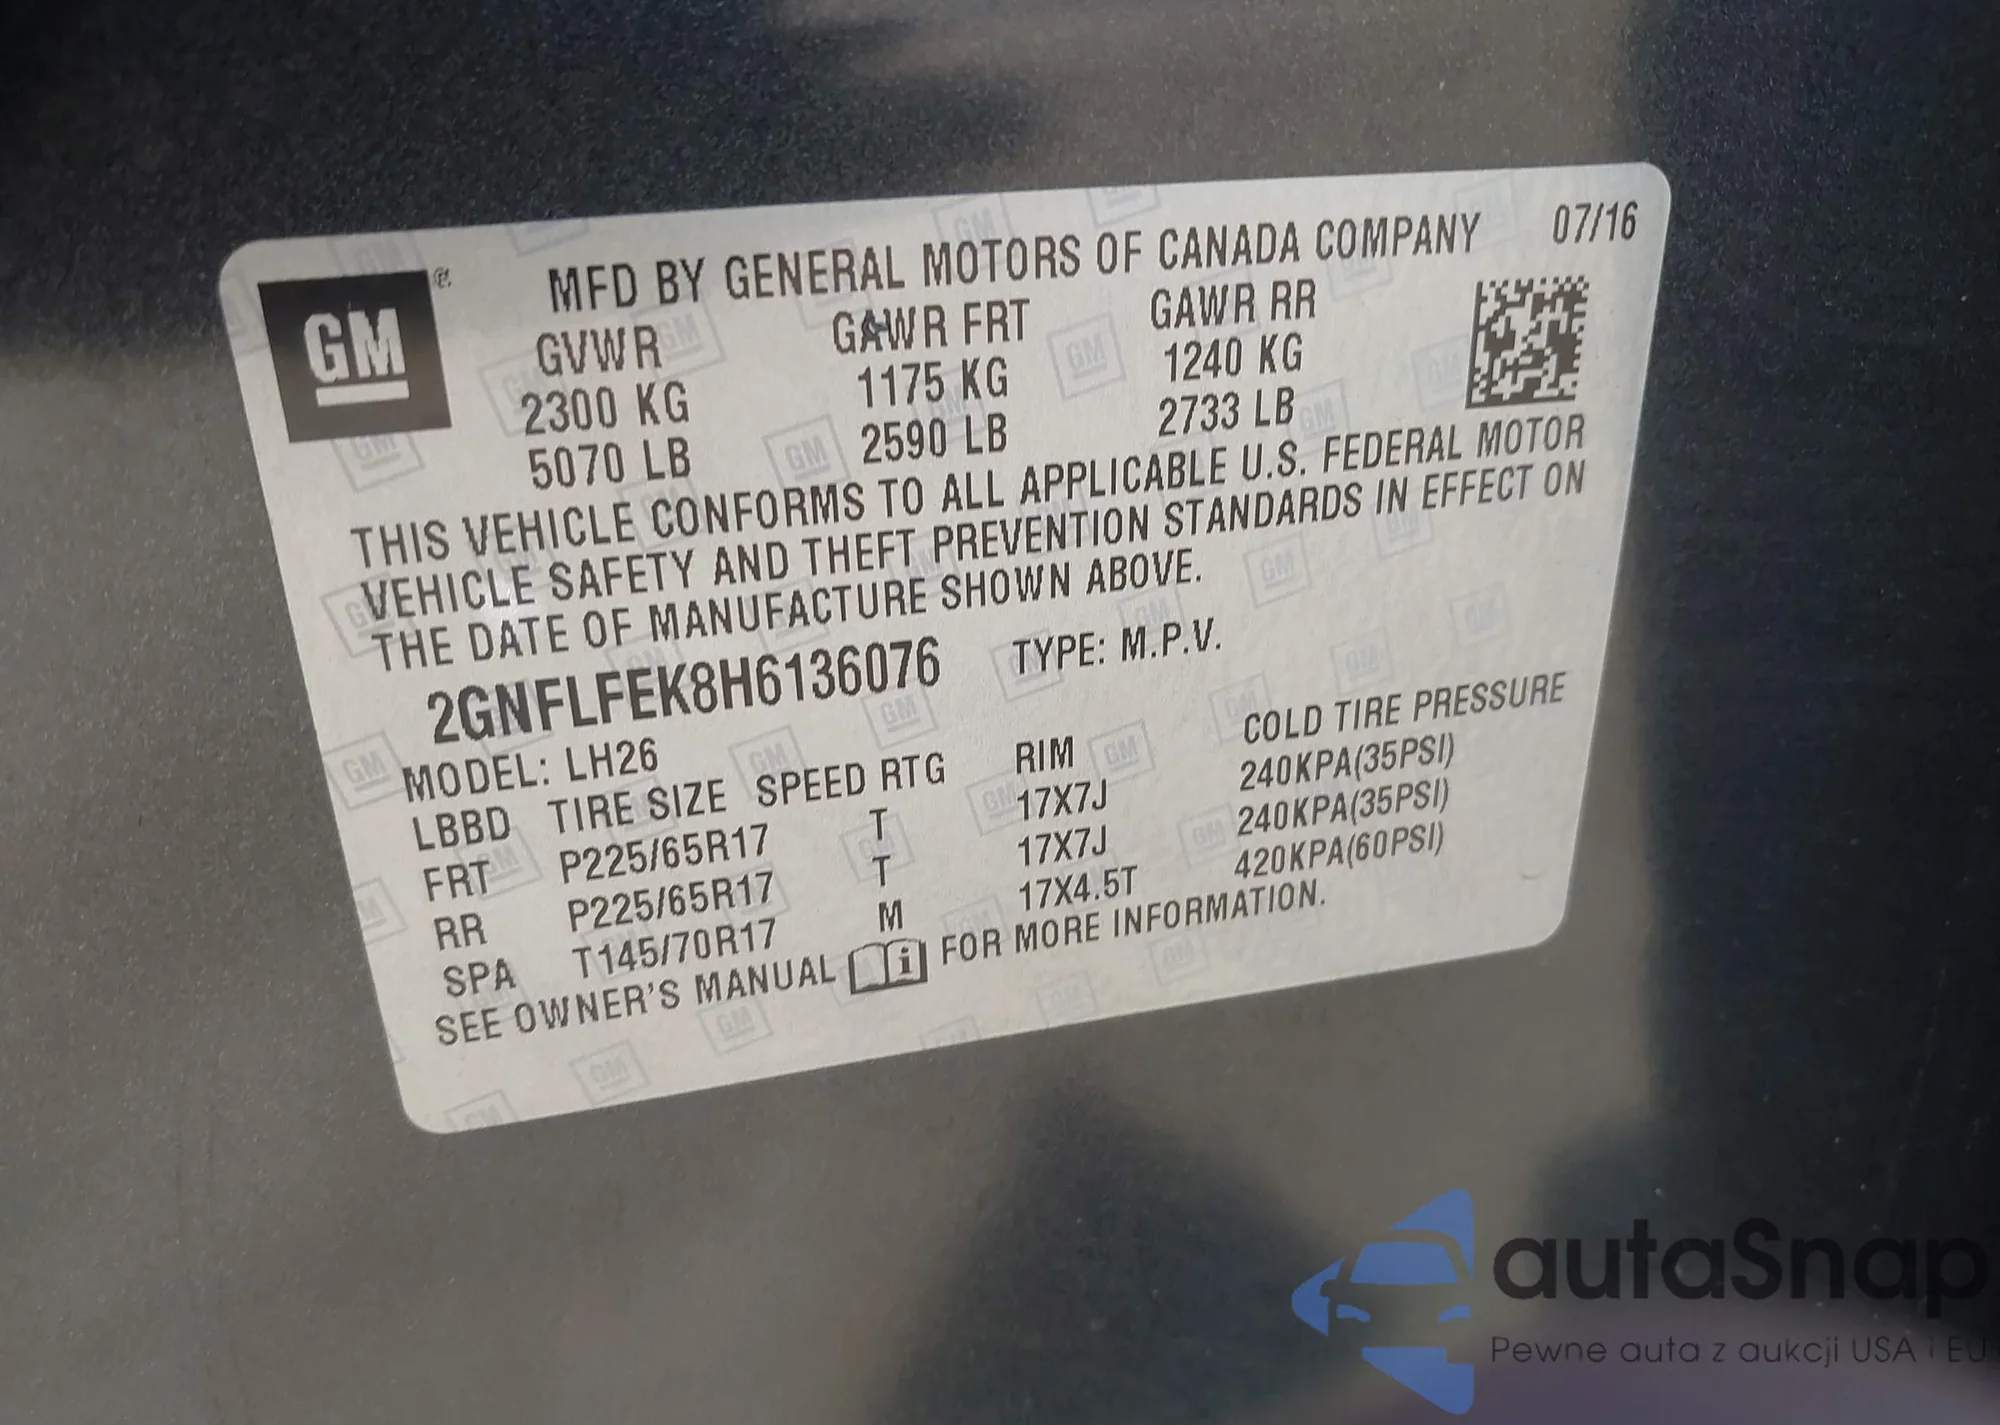 GM ®
MFD BY GENERAL MOTORS OF CANADA COMPANY 07/16
GVWR GAWR FRT GAWR RR
2300 KG 1175 KG 1240 KG
5070 LB 2590 LB 2733 LB
THIS VEHICLE CONFORMS TO ALL APPLICABLE U.S. FEDERAL MOTOR
VEHICLE SAFETY AND THEFT PREVENTION STANDARDS IN EFFECT ON
THE DATE OF MANUFACTURE SHOWN ABOVE.
2GNFLFEK8H6136076 TYPE: M.P.V.
MODEL: LH26
LBBD TIRE SIZE SPEED RTG RIM COLD TIRE PRESSURE
FRT P225/65R17 T 17X7J 240KPA(35PSI)
RR P225/65R17 T 17X7J 240KPA(35PSI)
SPA T145/70R17 M 17X4.5T 420KPA(60PSI)
SEE OWNER'S MANUAL i FOR MORE INFORMATION.
autaSnap
Pewne auta z aukcji USA i EU